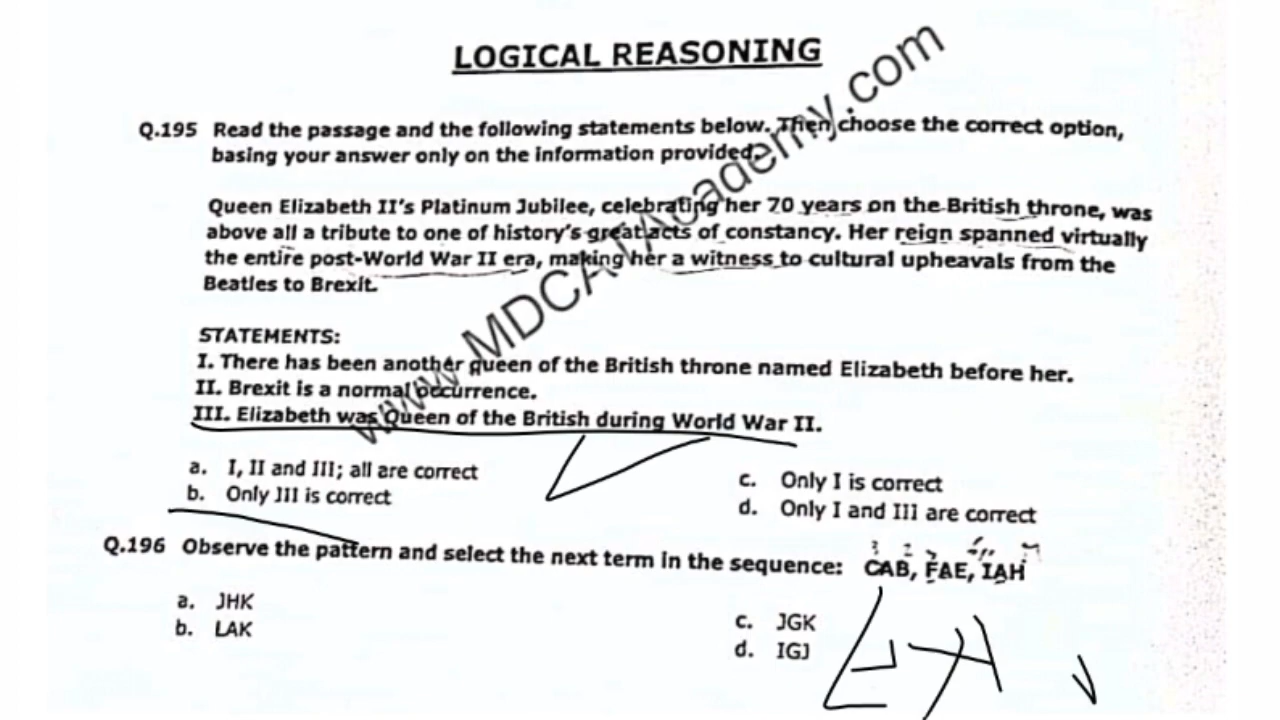 LOGICAL REASONING
Q.195 Read the passage and the following statements below. Then choose the correct option,
basing your answer only on the information provided.
Queen Elizabeth II's Platinum Jubilee, celebrating her 70 years on the British throne, was
above all a tribute to one of history's great acts of constancy. Her reign spanned virtually
the entire post-World War II era, making her a witness to cultural upheavals from the
Beatles to Brexit.
STATEMENTS:
I. There has been another queen of the British throne named Elizabeth before her.
II. Brexit is a normal occurrence.
III. Elizabeth was Queen of the British during World War II.
a. I, II and III; all are correct
b. Only III is correct
c. Only I is correct
d. Only I and III are correct
Q.196 Observe the pattern and select the next term in the sequence: CAB, FAE, IAH
a. JHK
b. LAK
c. JGK
d. IGJ
www.MDCATAcademy.com